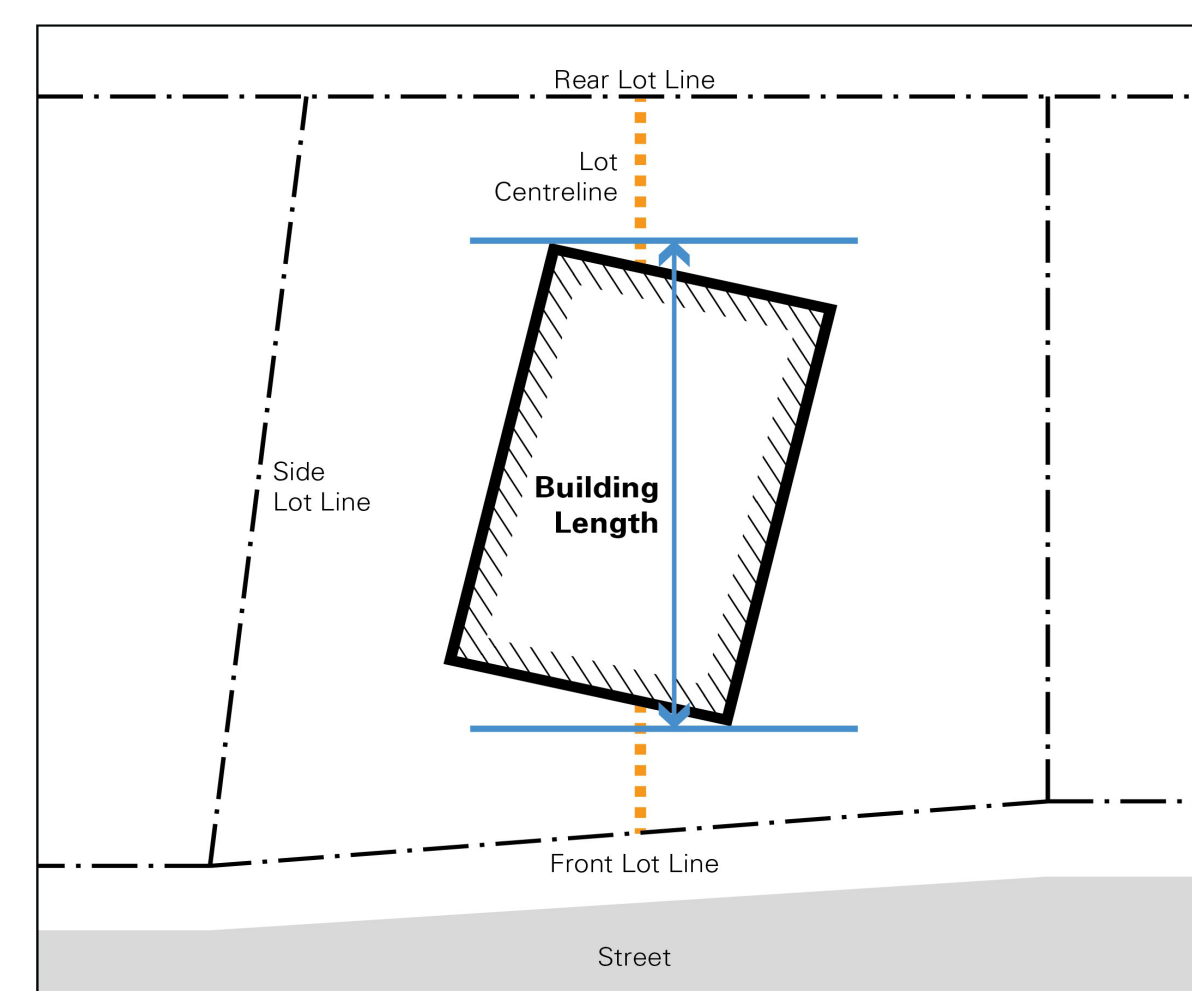 Rear Lot Line
Lot
Centreline
Side
Lot Line
Building
Length
Front Lot Line
Street